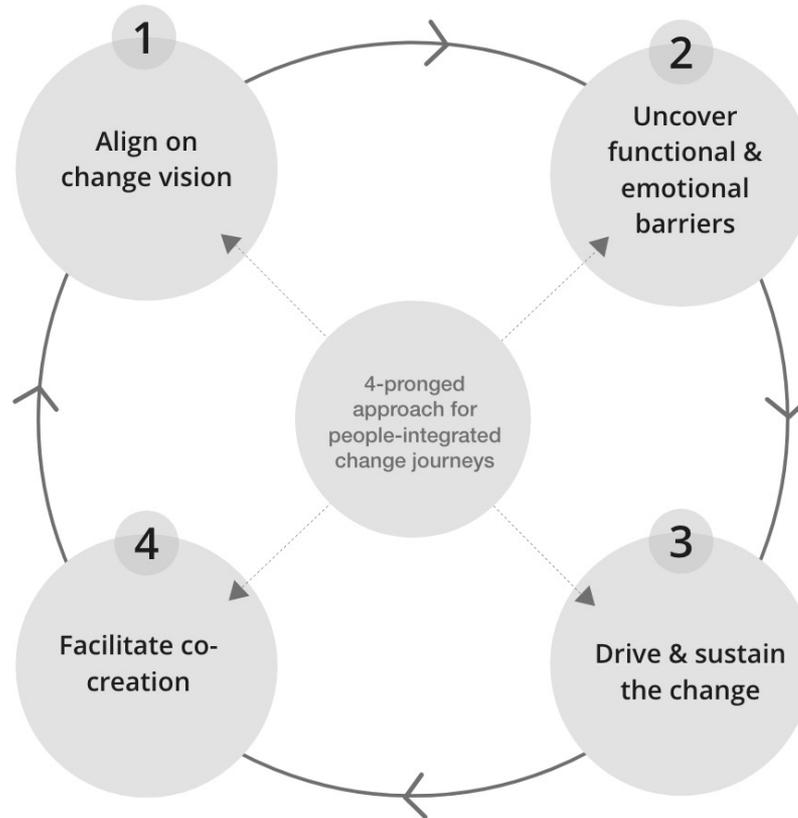 1
Align on
change vision
2
Uncover
functional &
emotional
barriers
4-pronged
approach for
people-integrated
change journeys
4
Facilitate co-
creation
3
Drive & sustain
the change